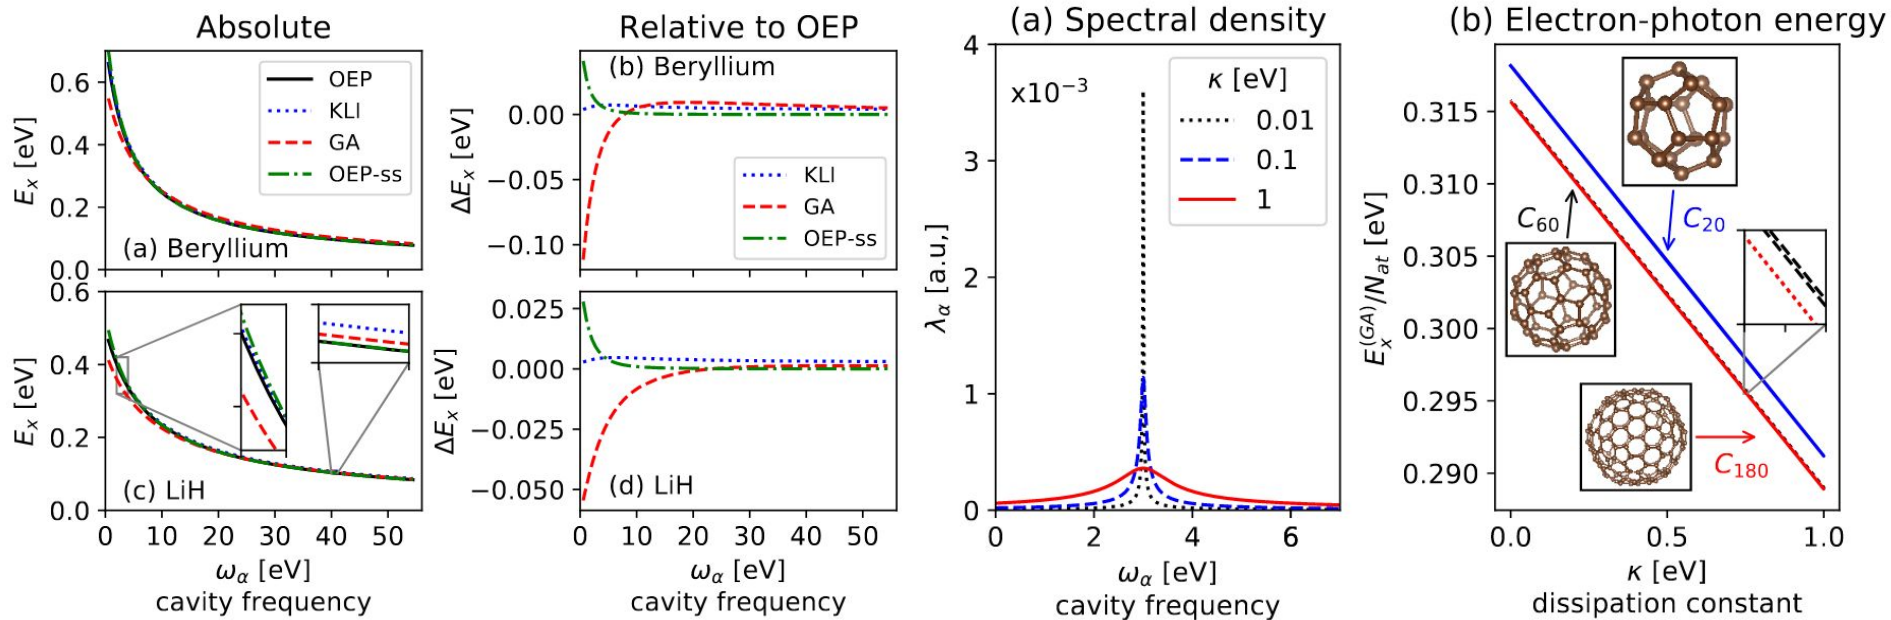 Absolute
E_x [eV]
0.6
0.4
0.2
0.0
OEP
KLI
GA
OEP-ss
(a) Beryllium
E_x [eV]
0.6
0.4
0.2
0.0
(c) LiH
0 10 20 30 40 50
ω_α [eV]
cavity frequency
Relative to OEP
(b) Beryllium
ΔE_x [eV]
0.00
−0.05
−0.10
KLI
GA
OEP-ss
ΔE_x [eV]
0.025
0.000
−0.025
−0.050
(d) LiH
0 10 20 30 40 50
ω_α [eV]
cavity frequency
(a) Spectral density
λ_α [a.u,]
4
3
2
1
0
x10⁻³
κ [eV]
0.01
0.1
1
0 2 4 6
ω_α [eV]
cavity frequency
(b) Electron-photon energy
E_x^(GA)/N_at [eV]
0.315
0.310
0.305
0.300
0.295
0.290
C_60
C_20
C_180
0.0 0.5 1.0
κ [eV]
dissipation constant